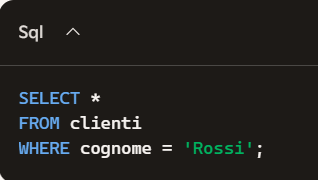 Sql
SELECT *
FROM clienti
WHERE cognome = 'Rossi';